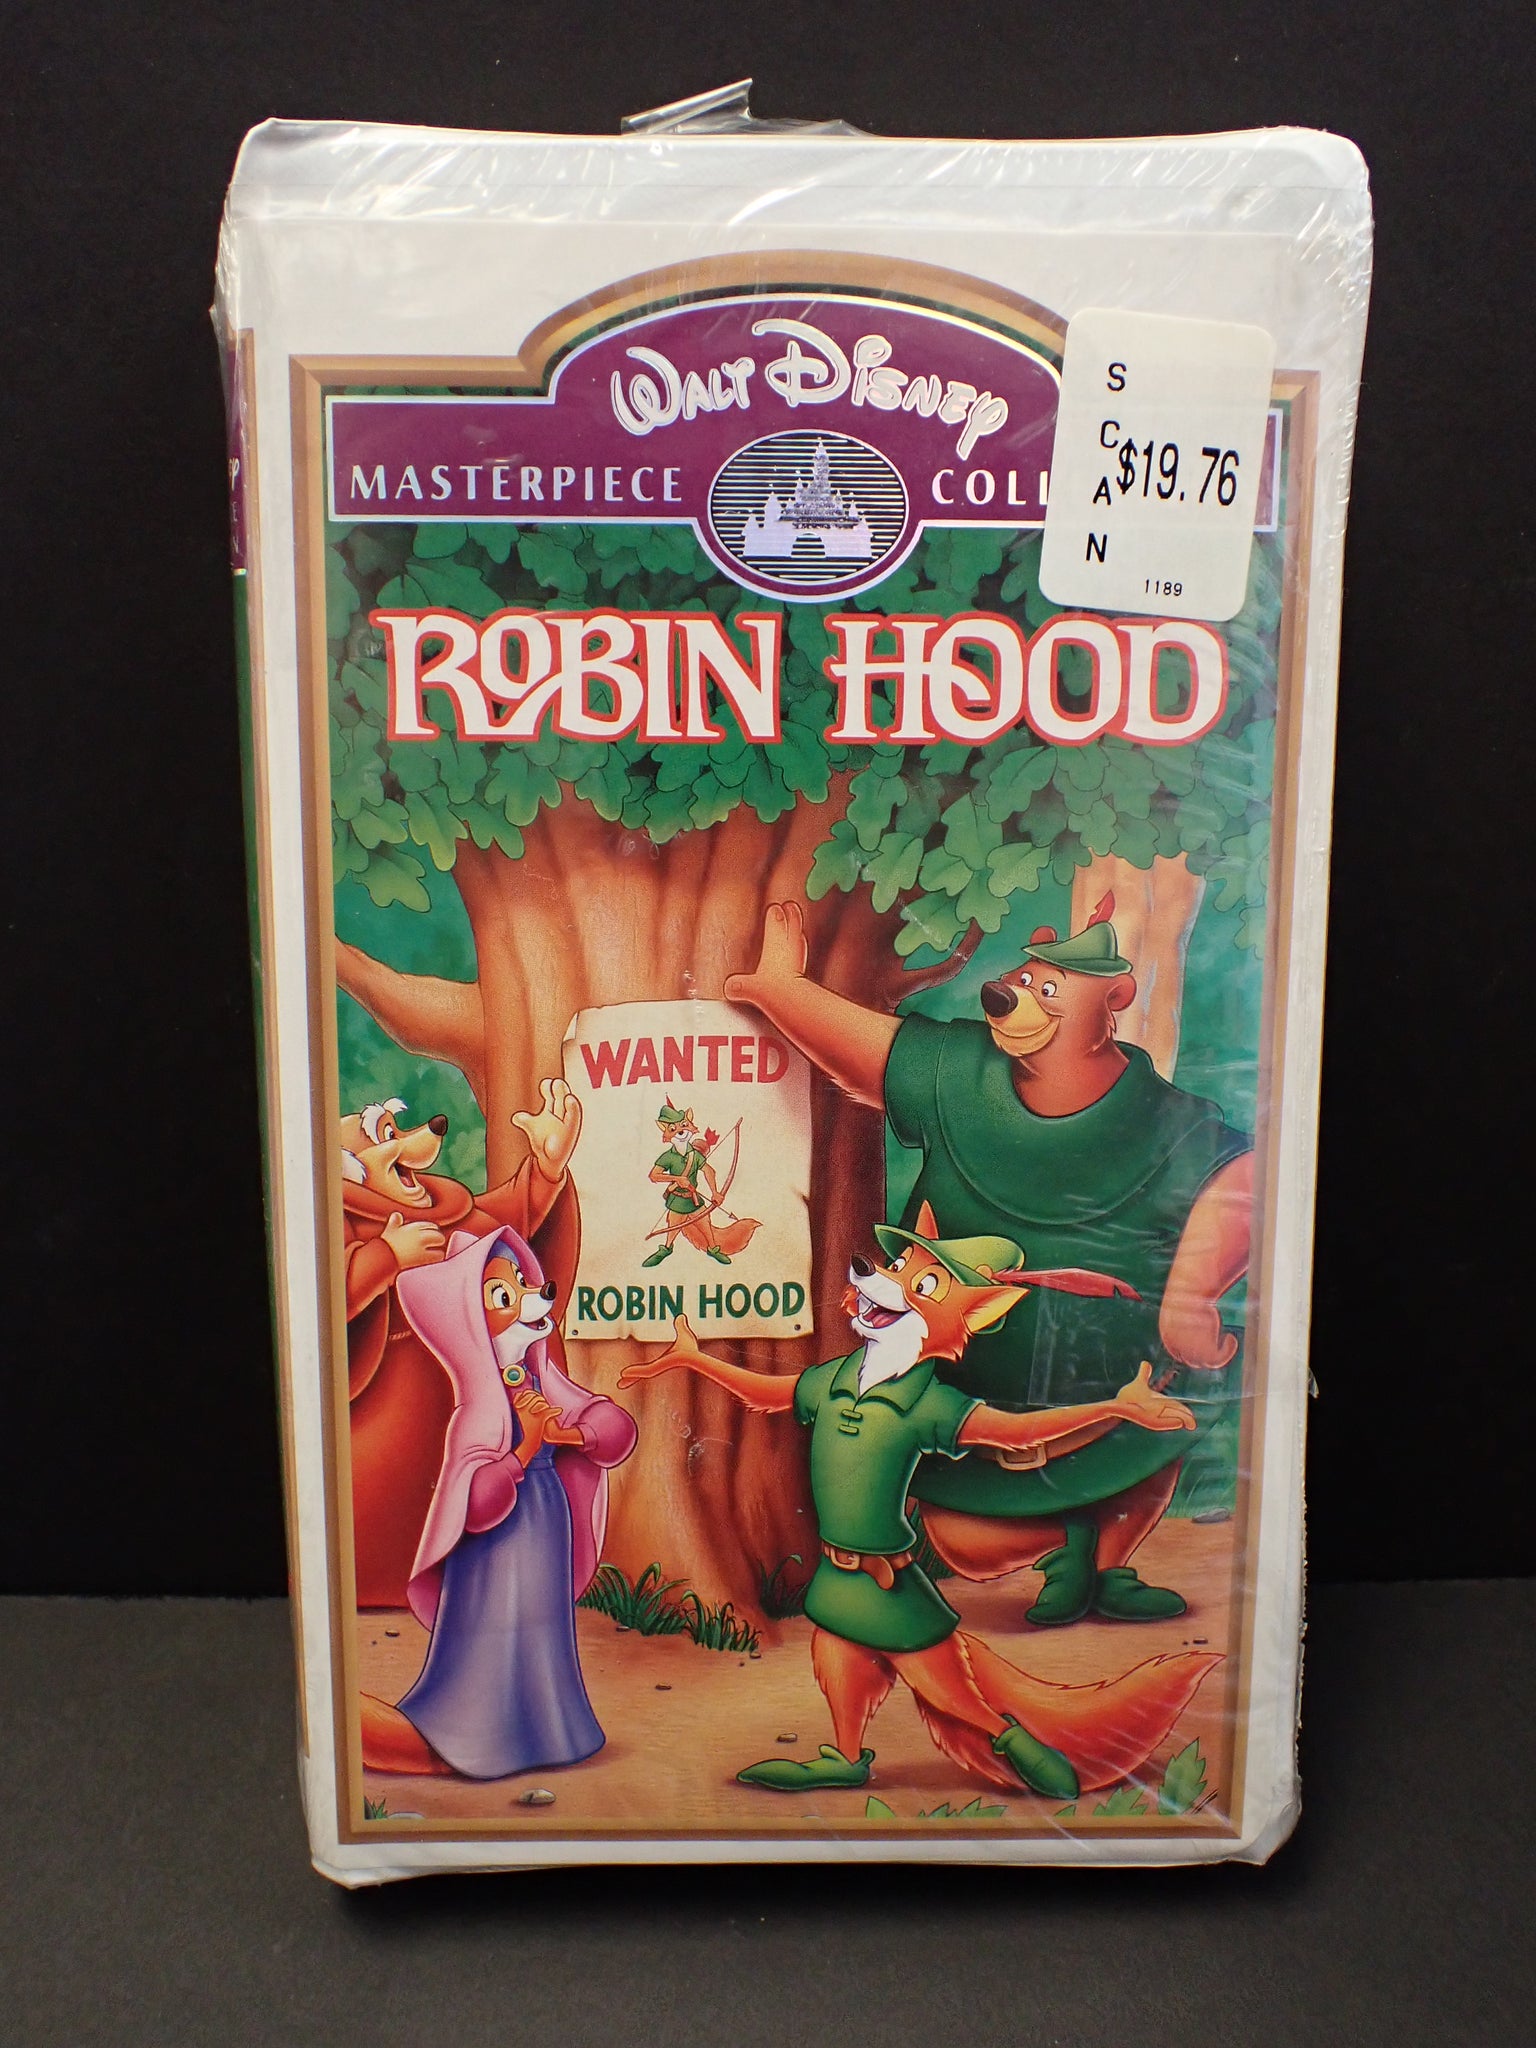 WALT DISNEY
MASTERPIECE COLL
S
C
A
N
$19.76
1189
ROBIN HOOD
WANTED
ROBIN HOOD